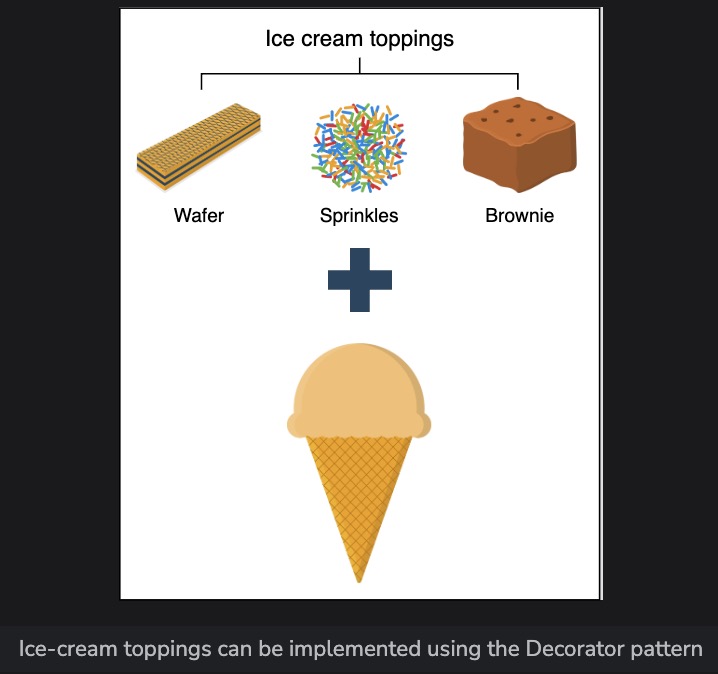 Ice cream toppings
Wafer
Sprinkles
Brownie
Ice-cream toppings can be implemented using the Decorator pattern